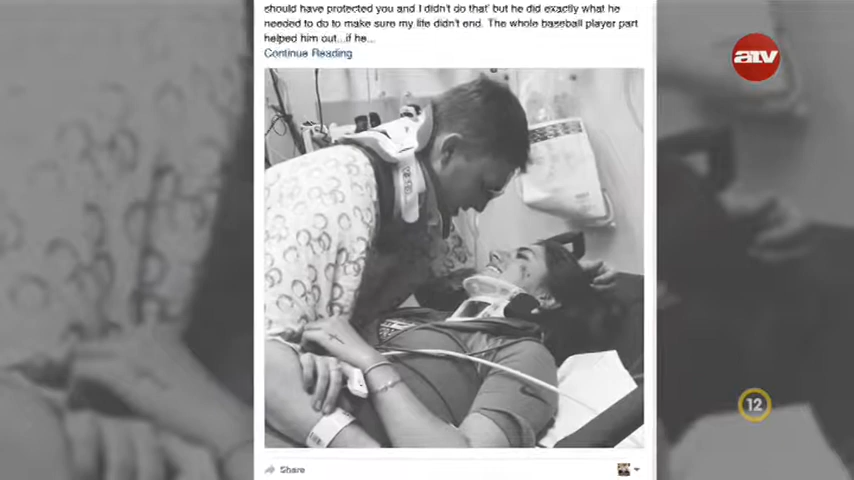 should have protected you and I didn't do that' but he did exactly what he
needed to do to make sure my life didn't end. The whole baseball player part
helped him out...if he...
Continue Reading
atv
12
Share